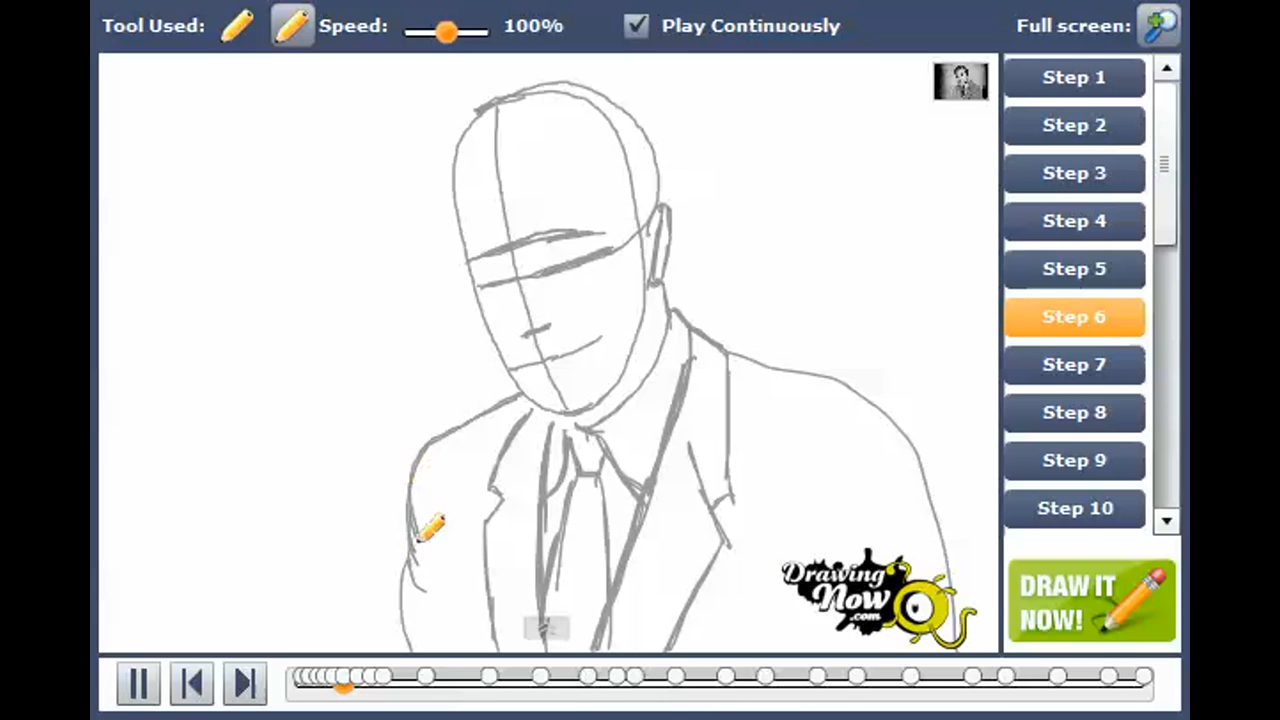 Tool Used:
Speed:
100%
Play Continuously
Full screen:
Step 1
Step 2
Step 3
Step 4
Step 5
Step 6
Step 7
Step 8
Step 9
Step 10
Drawing
Now
.com
DRAW IT
NOW!